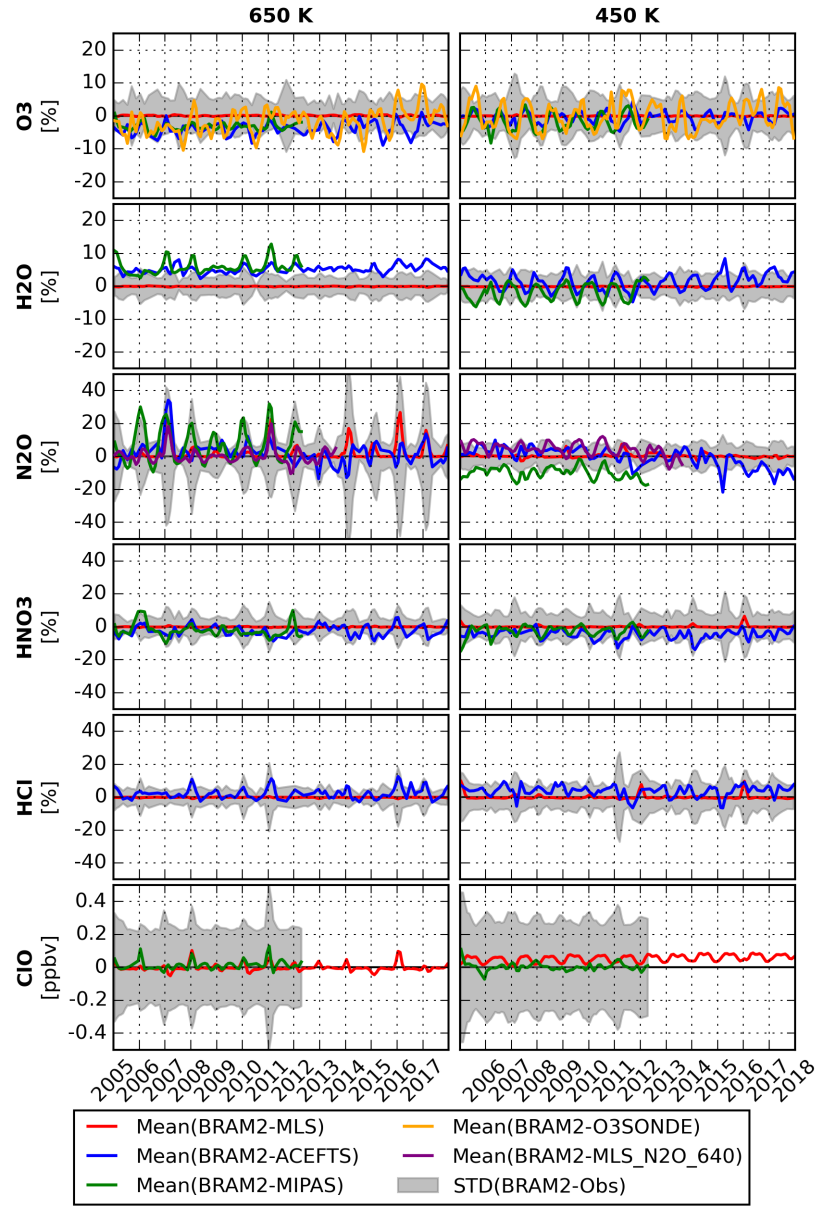 650 K 450 K
O3
[%]
20
10
0
-10
-20
H2O
[%]
20
10
0
-10
-20
N2O
[%]
40
20
0
-20
-40
HNO3
[%]
40
20
0
-20
-40
HCl
[%]
40
20
0
-20
-40
ClO
[ppbv]
0.4
0.2
0
-0.2
-0.4
2005 2006 2007 2008 2009 2010 2011 2012 2013 2014 2015 2016 2017
2006 2007 2008 2009 2010 2011 2012 2013 2014 2015 2016 2017 2018
Mean(BRAM2-MLS) Mean(BRAM2-O3SONDE)
Mean(BRAM2-ACEFTS) Mean(BRAM2-MLS_N2O_640)
Mean(BRAM2-MIPAS) STD(BRAM2-Obs)